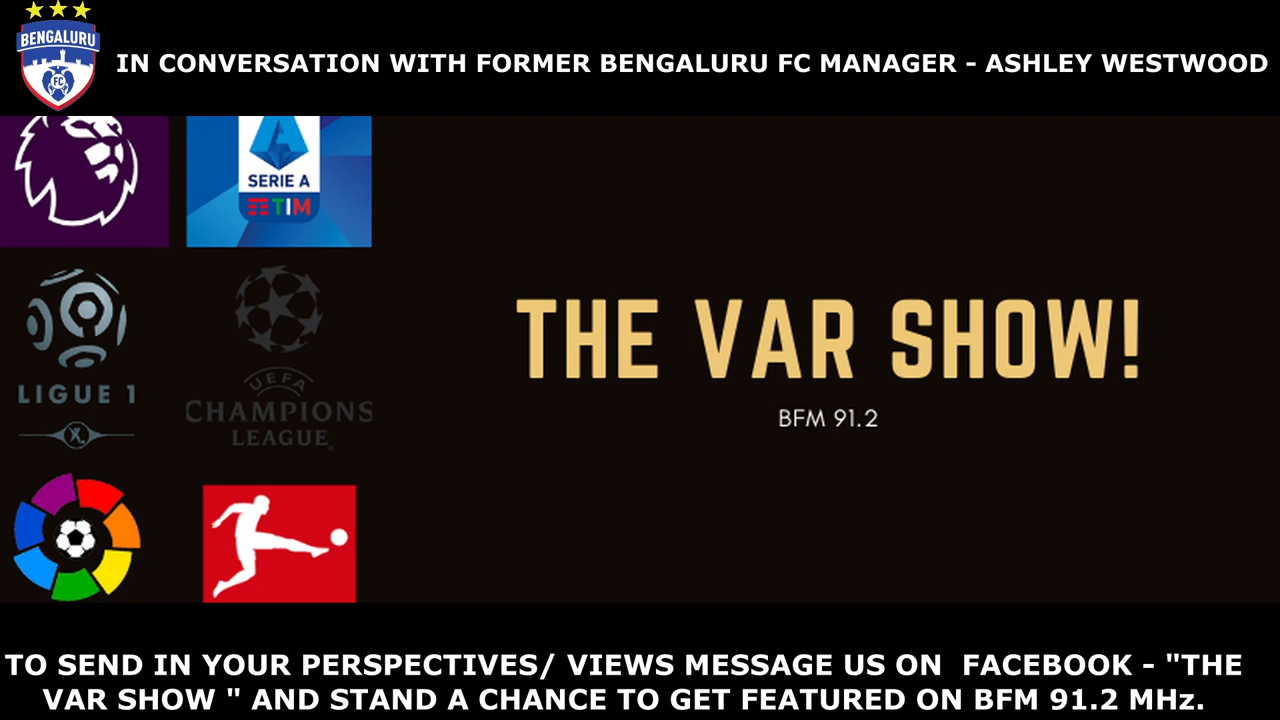 BENGALURU
FC
IN CONVERSATION WITH FORMER BENGALURU FC MANAGER - ASHLEY WESTWOOD
SERIE A
TIM
LIGUE 1
UEFA
CHAMPIONS
LEAGUE
THE VAR SHOW!
BFM 91.2
TO SEND IN YOUR PERSPECTIVES/ VIEWS MESSAGE US ON FACEBOOK - "THE
VAR SHOW " AND STAND A CHANCE TO GET FEATURED ON BFM 91.2 MHz.